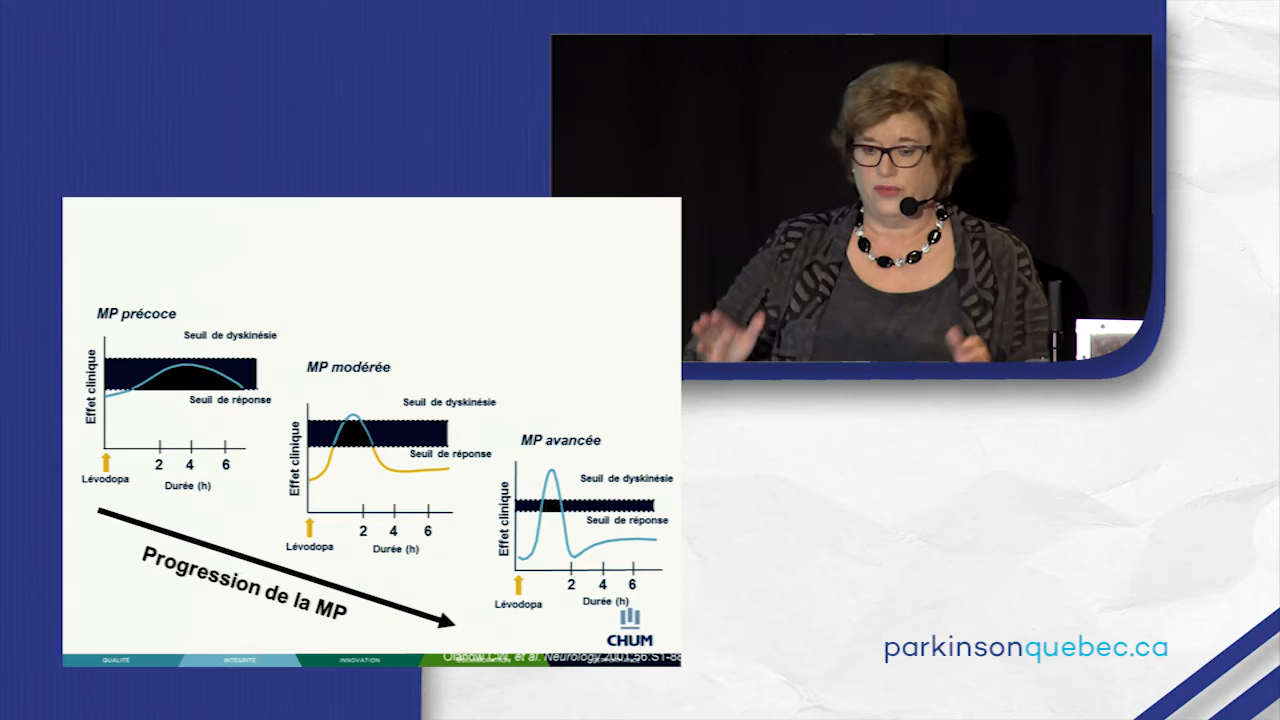 MP précoce
Seuil de dyskinésie
Effet clinique
Seuil de réponse
2 4 6
Lévodopa
Durée (h)
MP modérée
Seuil de dyskinésie
Effet clinique
Seuil de réponse
2 4 6
Lévodopa
Durée (h)
MP avancée
Seuil de dyskinésie
Effet clinique
Seuil de réponse
2 4 6
Lévodopa
Durée (h)
Progression de la MP
CHUM
QUALITÉ
INTÉGRITÉ
INNOVATION
et al. Neurology
parkinsonquebec.ca